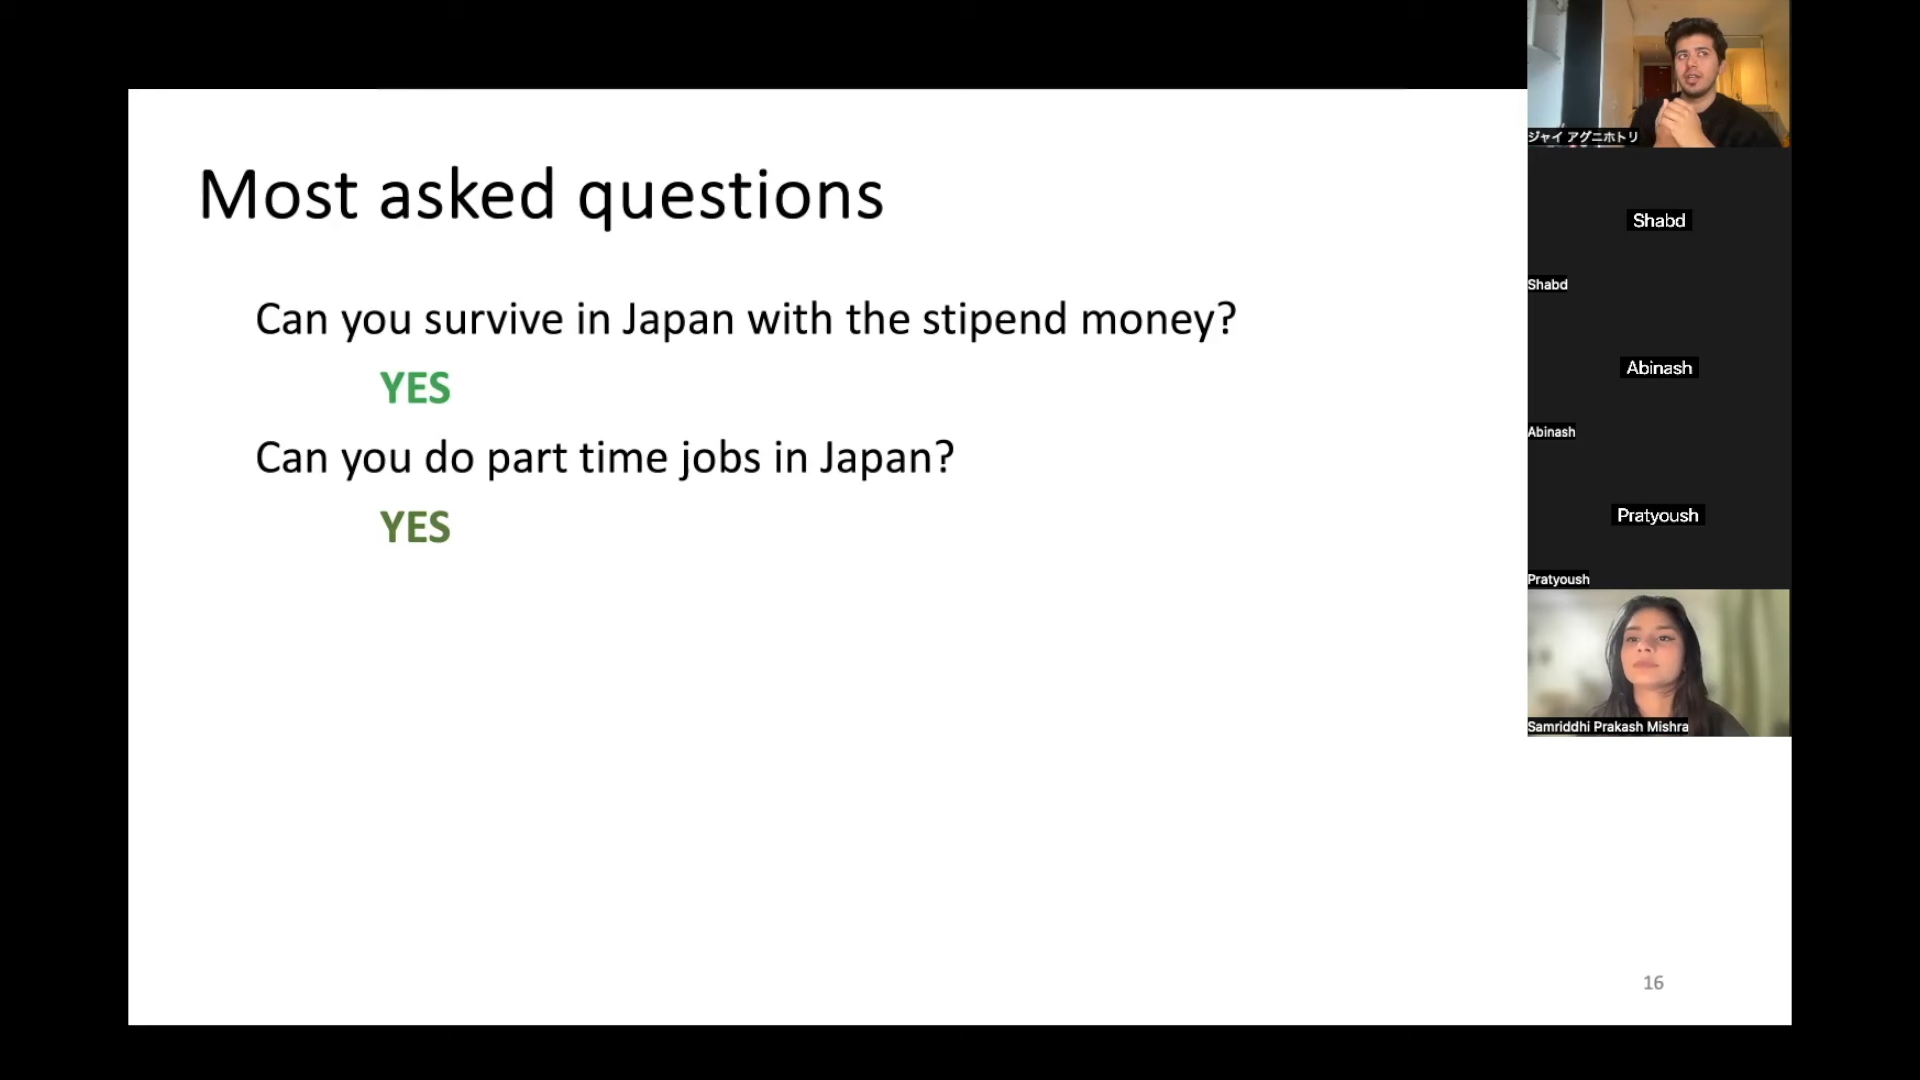 Most asked questions
Can you survive in Japan with the stipend money?
YES
Can you do part time jobs in Japan?
YES
16
ジャイ アグニホトリ
Shabd
Shabd
Abinash
Abinash
Pratyoush
Pratyoush
Samriddhi Prakash Mishra